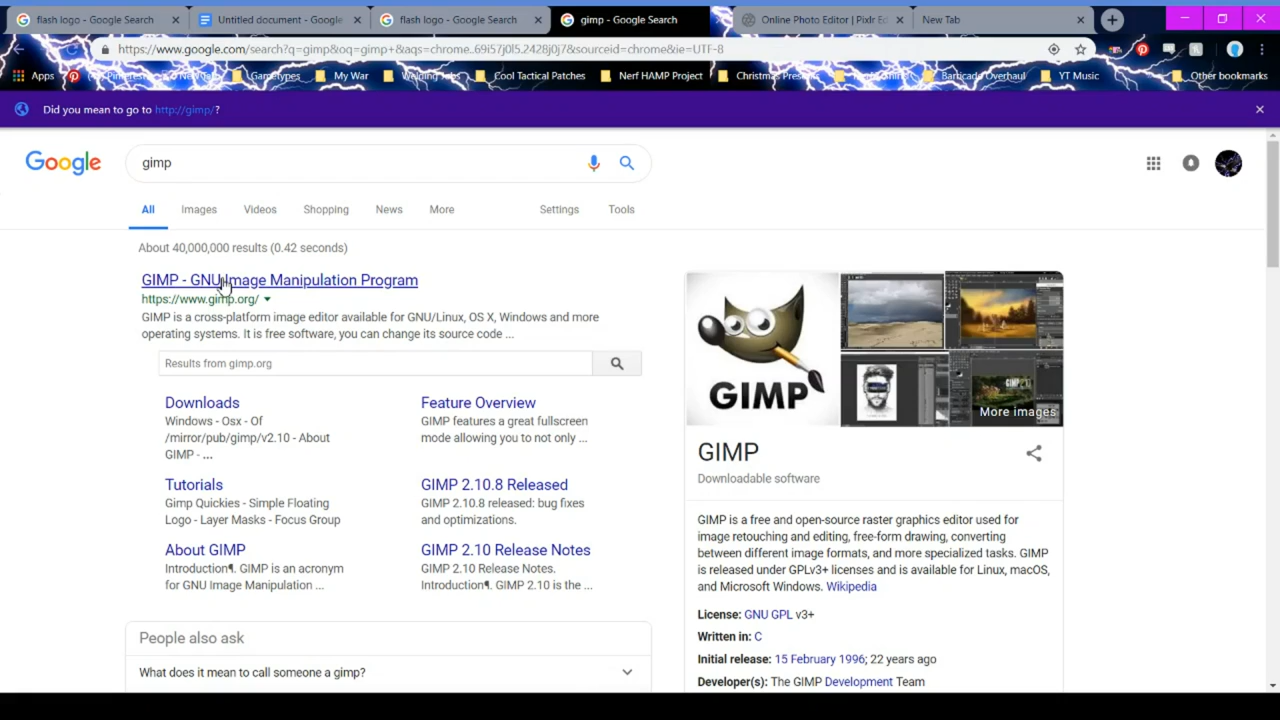 flash logo - Google Search
Untitled document - Google
flash logo - Google Search
gimp - Google Search
Online Photo Editor | Pixlr Ed
New Tab
https://www.google.com/search?q=gimp&oq=gimp+&aqs=chrome..69i57j0l5.2428j0j7&sourceid=chrome&ie=UTF-8
Apps
Gametypes
My War
Welding Jobs
Cool Tactical Patches
Nerf HAMP Project
Christmas Presents
Barricade Overhaul
YT Music
Other bookmarks
Did you mean to go to http://gimp/?
Google
gimp
All
Images
Videos
Shopping
News
More
Settings
Tools
About 40,000,000 results (0.42 seconds)
GIMP - GNU Image Manipulation Program
https://www.gimp.org/
GIMP is a cross-platform image editor available for GNU/Linux, OS X, Windows and more
operating systems. It is free software, you can change its source code ...
Results from gimp.org
Downloads
Windows - Osx - Of
/mirror/pub/gimp/v2.10 - About
GIMP - ...
Feature Overview
GIMP features a great fullscreen
mode allowing you to not only ...
Tutorials
Gimp Quickies - Simple Floating
Logo - Layer Masks - Focus Group
GIMP 2.10.8 Released
GIMP 2.10.8 released: bug fixes
and optimizations.
About GIMP
Introduction¶. GIMP is an acronym
for GNU Image Manipulation ...
GIMP 2.10 Release Notes
GIMP 2.10 Release Notes.
Introduction¶. GIMP 2.10 is the ...
People also ask
What does it mean to call someone a gimp?
GIMP
More images
GIMP
Downloadable software
GIMP is a free and open-source raster graphics editor used for
image retouching and editing, free-form drawing, converting
between different image formats, and more specialized tasks. GIMP
is released under GPLv3+ licenses and is available for Linux, macOS,
and Microsoft Windows. Wikipedia
License: GNU GPL v3+
Written in: C
Initial release: 15 February 1996; 22 years ago
Developer(s): The GIMP Development Team